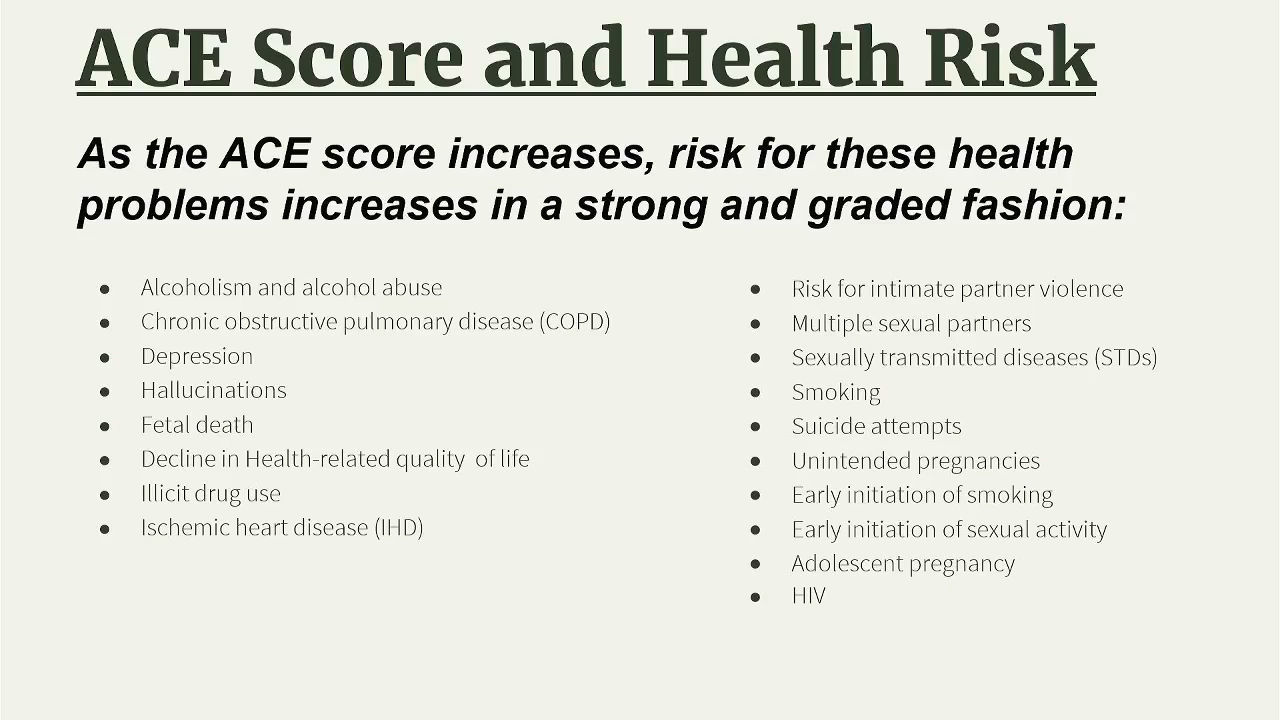 ACE Score and Health Risk
As the ACE score increases, risk for these health
problems increases in a strong and graded fashion:
● Alcoholism and alcohol abuse
● Chronic obstructive pulmonary disease (COPD)
● Depression
● Hallucinations
● Fetal death
● Decline in Health-related quality  of life
● Illicit drug use
● Ischemic heart disease (IHD)
● Risk for intimate partner violence
● Multiple sexual partners
● Sexually transmitted diseases (STDs)
● Smoking
● Suicide attempts
● Unintended pregnancies
● Early initiation of smoking
● Early initiation of sexual activity
● Adolescent pregnancy
● HIV